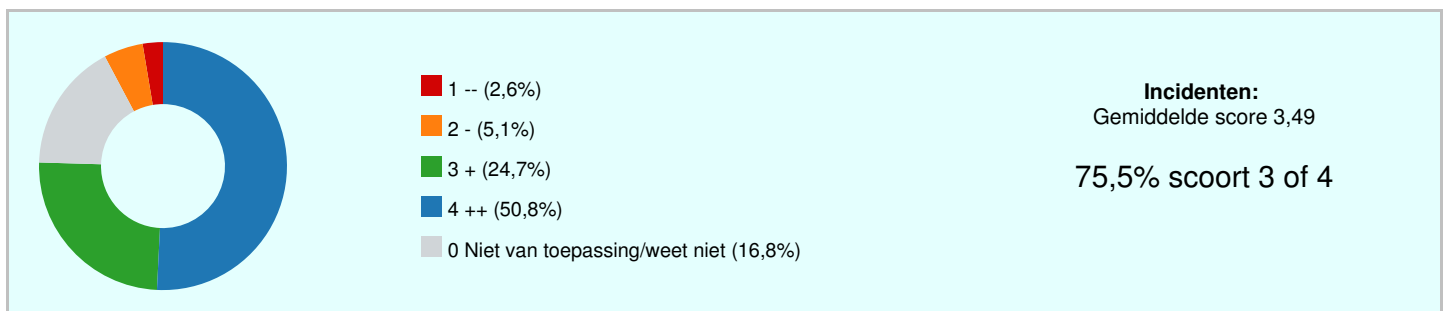 1 -- (2,6%)
2 - (5,1%)
3 + (24,7%)
4 ++ (50,8%)
0 Niet van toepassing/weet niet (16,8%)
Incidenten:
Gemiddelde score 3,49
75,5% scoort 3 of 4